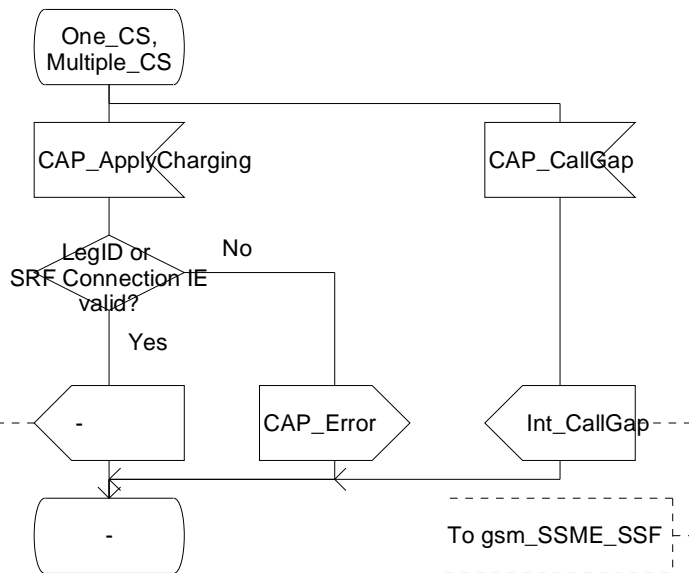 One_CS,
Multiple_CS
CAP_ApplyCharging
CAP_CallGap
LegID or
SRF Connection IE
valid?
No
Yes
-
CAP_Error
Int_CallGap
-
To gsm_SSME_SSF